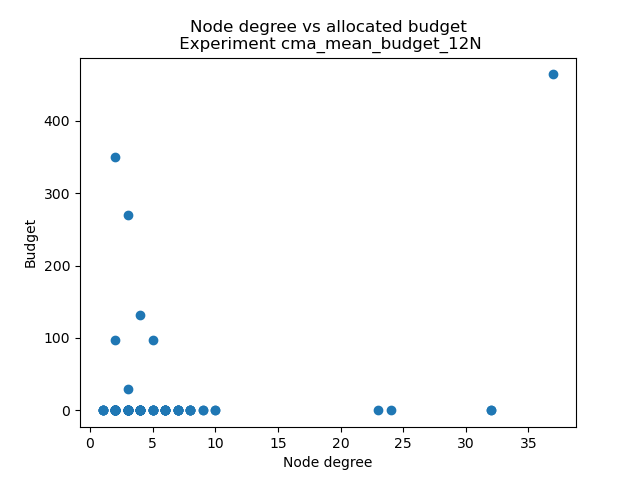 Node degree vs allocated budget
Experiment cma_mean_budget_12N
400
300
200
100
0
Budget
0 5 10 15 20 25 30 35
Node degree